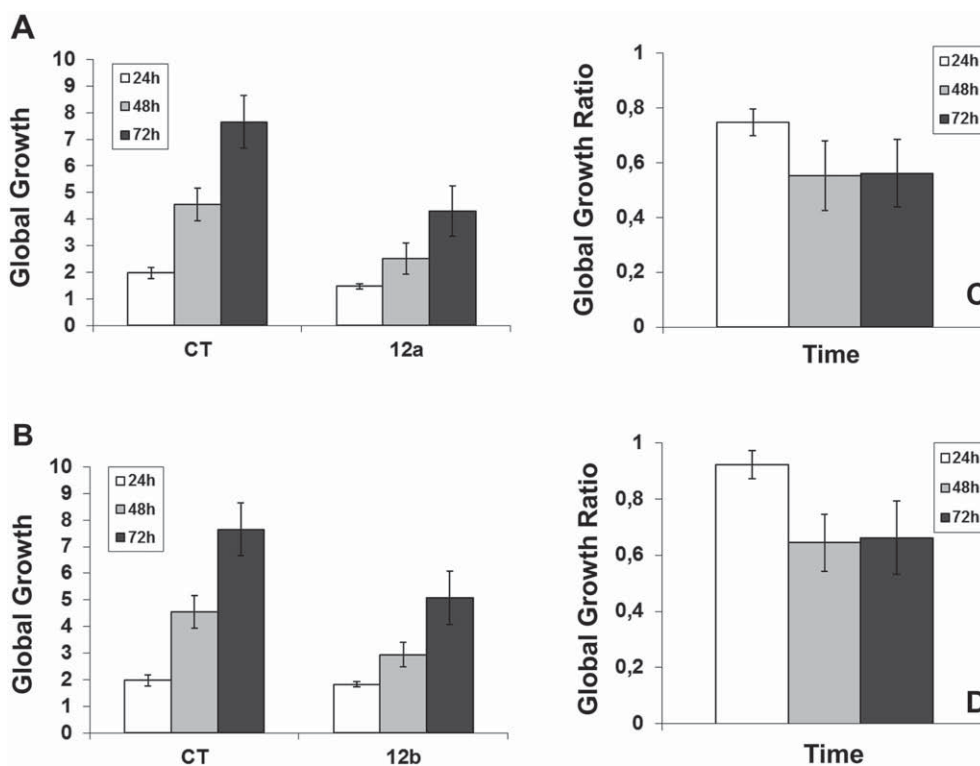 A
Global Growth
10
9
8
7
6
5
4
3
2
1
0
24h
48h
72h
CT
12a
Global Growth Ratio
1
0,8
0,6
0,4
0,2
0
24h
48h
72h
Time
C
B
Global Growth
10
9
8
7
6
5
4
3
2
1
0
24h
48h
72h
CT
12b
Global Growth Ratio
1
0,8
0,6
0,4
0,2
0
24h
48h
72h
Time
D